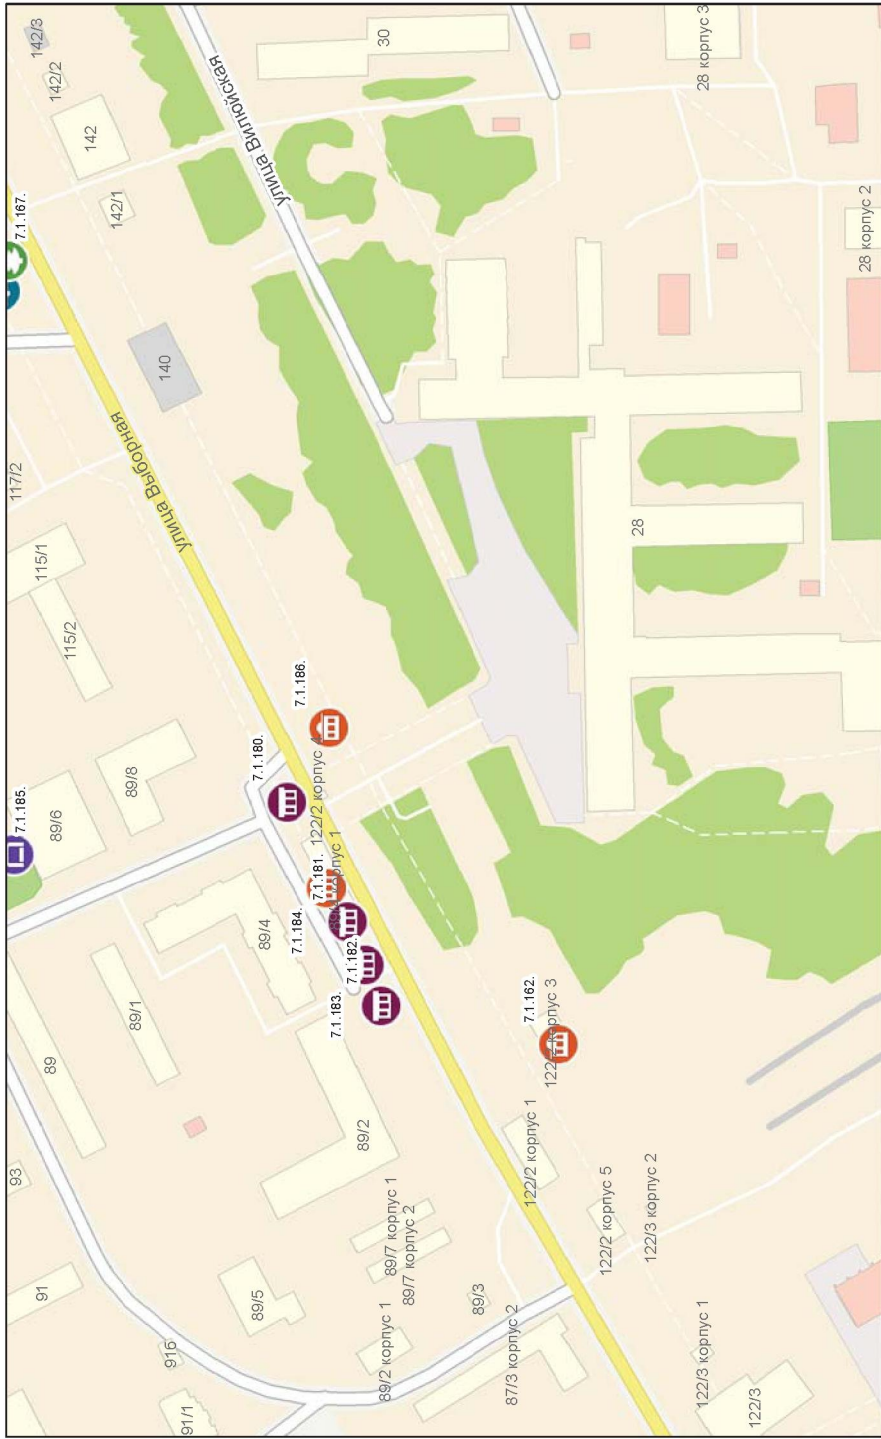 142/3
142/2
142
142/1
30
28 корпус 3
Улица Вилюйская
7.1.167.
28 корпус 2
140
Улица Выборная
117/2
115/1
115/2
28
7.1.186.
7.1.180.
122/2 корпус 4
89/8
7.1.185.
89/6
7.1.181.
7.1.184.
89/4
7.1.182.
7.1.183.
7.1.162.
122/2 корпус 3
89/1
89
89/2
122/2 корпус 1
93
122/2 корпус 5
122/3 корпус 2
89/7 корпус 1
89/7 корпус 2
91
89/5
89/3
91б
89/2 корпус 1
87/3 корпус 2
122/3 корпус 1
91/1
122/3